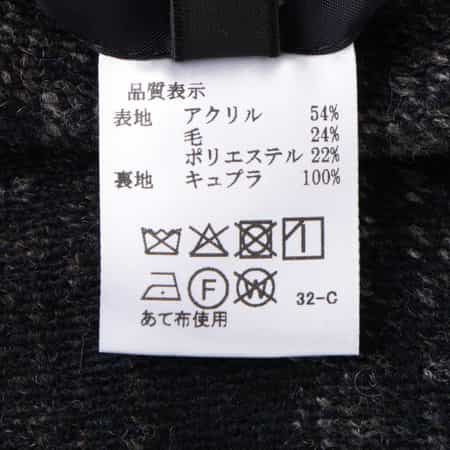 品質表示
表地 アクリル 54%
毛 24%
ポリエステル 22%
裏地 キュプラ 100%
F W 32-C
あて布使用